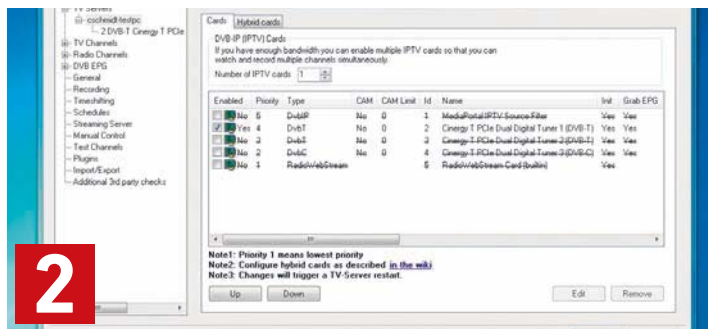 TV Servers
cschmidt-testpc
2 DVB-T Cinergy T PCIe
TV Channels
Radio Channels
DVB EPG
General
Recording
Timeshifting
Schedules
Streaming Server
Manual Control
Test Channels
Plugins
Import/Export
Additional 3rd party checks
Cards Hybrid cards
DVB-IP (IPTV) Cards
If you have enough bandwidth you can enable multiple IPTV cards so that you can
watch and record multiple channels simultaneously.
Number of IPTV cards 1
Enabled Priority Type CAM CAM Limit Id Name Init Grab EPG
No 5 DvbIP No 0 1 MediaPortal IPTV Source Filter Yes Yes
Yes 4 DvbT No 0 2 Cinergy T PCIe Dual Digital Tuner 1 (DVB-T) Yes Yes
No 3 DvbT No 0 3 Cinergy T PCIe Dual Digital Tuner 2 (DVB-T) Yes Yes
No 2 DvbC No 0 4 Cinergy T PCIe Dual Digital Tuner 3 (DVB-C) Yes Yes
No 1 RadioWebStream 5 RadioWebStream Card (builtin) Yes
Note1: Priority 1 means lowest priority
Note2: Configure hybrid cards as described in the wiki
Note3: Changes will trigger a TV-Server restart.
Up Down Edit Remove
2